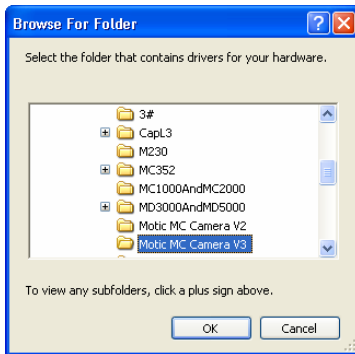 Browse For Folder
Select the folder that contains drivers for your hardware.
3#
CapL3
M230
MC352
MC1000AndMC2000
MD3000AndMD5000
Motic MC Camera V2
Motic MC Camera V3
To view any subfolders, click a plus sign above.
OK
Cancel